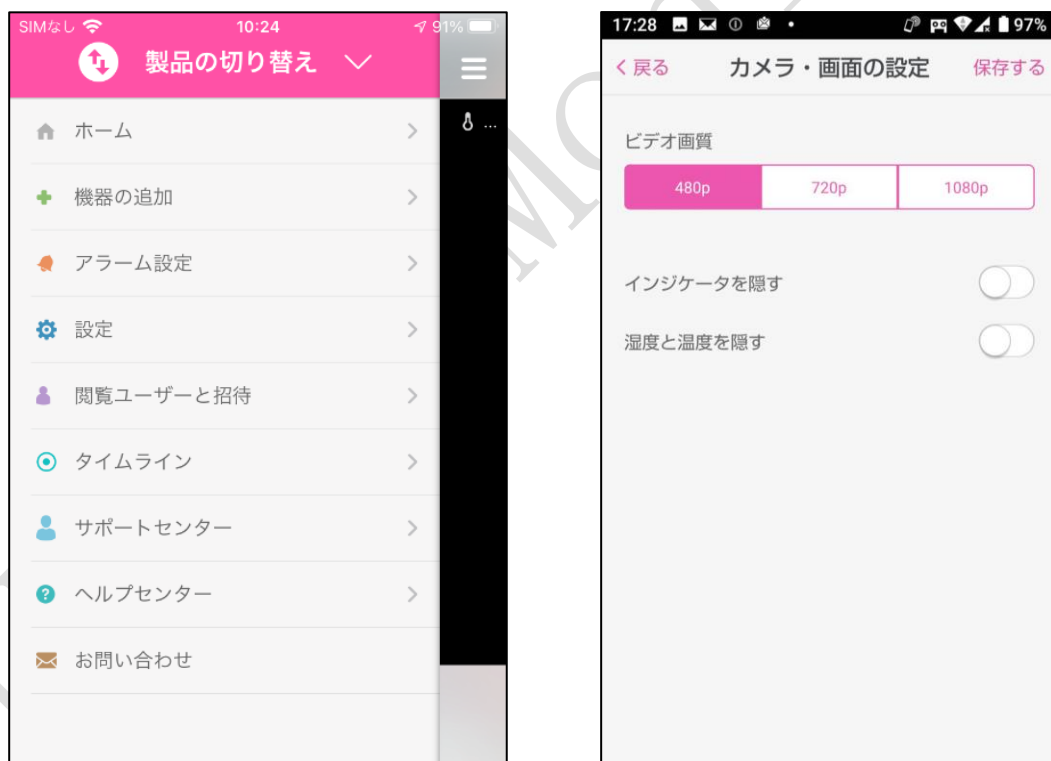 SIMなし 10:24 91%
製品の切り替え
ホーム
機器の追加
アラーム設定
設定
閲覧ユーザーと招待
タイムライン
サポートセンター
ヘルプセンター
お問い合わせ
...
17:28 97%
戻る カメラ・画面の設定 保存する
ビデオ画質
480p 720p 1080p
インジケータを隠す
湿度と温度を隠す